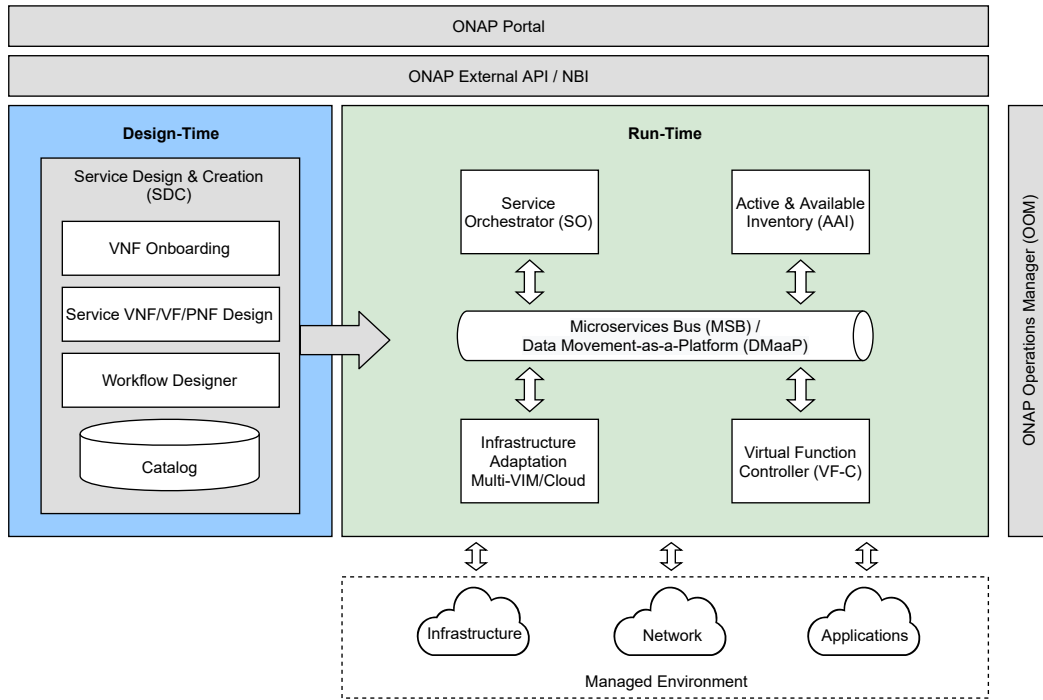 ONAP Portal
ONAP External API / NBI
Design-Time
Service Design & Creation
(SDC)
VNF Onboarding
Service VNF/VF/PNF Design
Workflow Designer
Catalog
Run-Time
Service
Orchestrator (SO)
Active & Available
Inventory (AAI)
Microservices Bus (MSB) /
Data Movement-as-a-Platform (DMaaP)
Infrastructure
Adaptation
Multi-VIM/Cloud
Virtual Function
Controller (VF-C)
ONAP Operations Manager (OOM)
Infrastructure
Network
Applications
Managed Environment